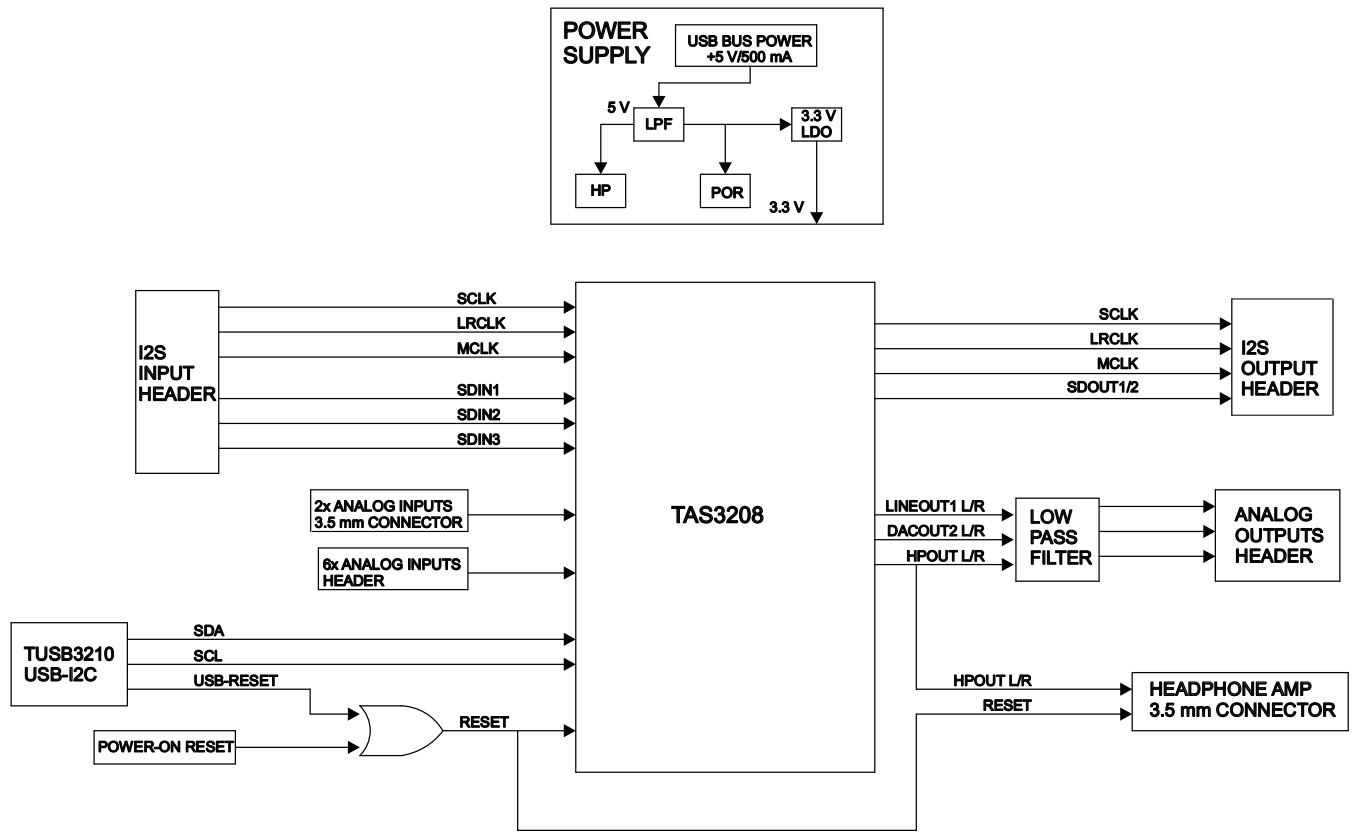 POWER
SUPPLY
USB BUS POWER
+5 V/500 mA
5 V
LPF
3.3 V
LDO
HP
POR
3.3 V
I2S
INPUT
HEADER
SCLK
LRCLK
MCLK
SDIN1
SDIN2
SDIN3
2x ANALOG INPUTS
3.5 mm CONNECTOR
6x ANALOG INPUTS
HEADER
TUSB3210
USB-I2C
SDA
SCL
USB-RESET
POWER-ON RESET
RESET
TAS3208
SCLK
LRCLK
MCLK
SDOUT1/2
I2S
OUTPUT
HEADER
LINEOUT1 L/R
DACOUT2 L/R
HPOUT L/R
LOW
PASS
FILTER
ANALOG
OUTPUTS
HEADER
HPOUT L/R
RESET
HEADPHONE AMP
3.5 mm CONNECTOR